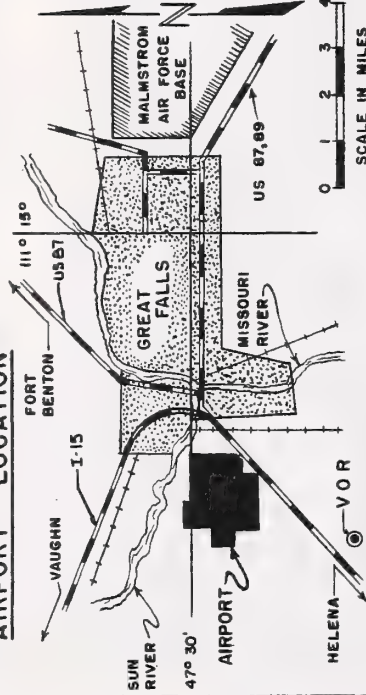 AIRPORT LOCATION
N
111° 15'
FORT
BENTON
US 87
VAUGHN
I-15
MALMSTROM
AIR FORCE
BASE
GREAT
FALLS
SUN
RIVER
47° 30'
US 87,89
MISSOURI
RIVER
AIRPORT
VOR
HELENA
0 1 2 3 4
SCALE IN MILES